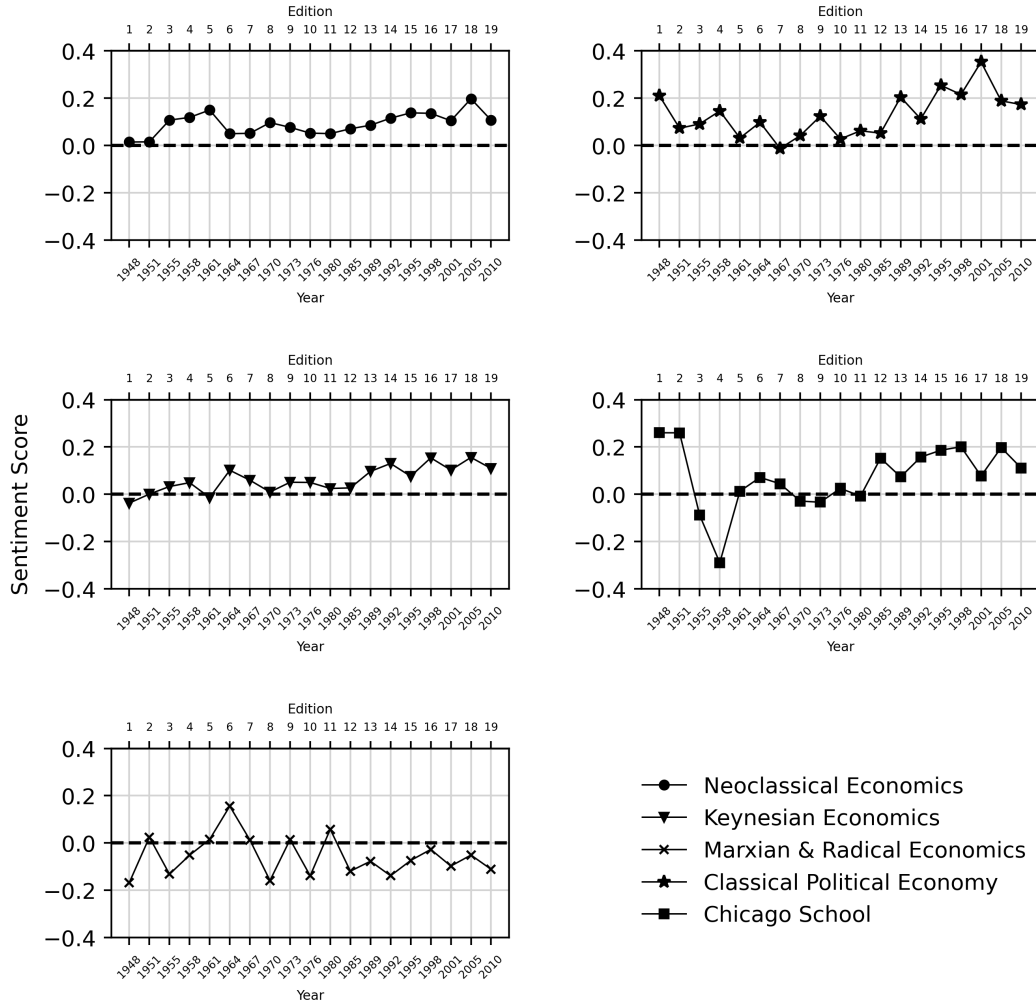 Edition
1 2 3 4 5 6 7 8 9 10 11 12 13 14 15 16 17 18 19
0.4
0.2
0.0
−0.2
−0.4
1948 1951 1955 1958 1961 1964 1967 1970 1973 1976 1980 1985 1989 1992 1995 1998 2001 2005 2010
Year
Edition
1 2 3 4 5 6 7 8 9 10 11 12 13 14 15 16 17 18 19
0.4
0.2
0.0
−0.2
−0.4
1948 1951 1955 1958 1961 1964 1967 1970 1973 1976 1980 1985 1989 1992 1995 1998 2001 2005 2010
Year
Sentiment Score
Edition
1 2 3 4 5 6 7 8 9 10 11 12 13 14 15 16 17 18 19
0.4
0.2
0.0
−0.2
−0.4
1948 1951 1955 1958 1961 1964 1967 1970 1973 1976 1980 1985 1989 1992 1995 1998 2001 2005 2010
Year
Edition
1 2 3 4 5 6 7 8 9 10 11 12 13 14 15 16 17 18 19
0.4
0.2
0.0
−0.2
−0.4
1948 1951 1955 1958 1961 1964 1967 1970 1973 1976 1980 1985 1989 1992 1995 1998 2001 2005 2010
Year
Edition
1 2 3 4 5 6 7 8 9 10 11 12 13 14 15 16 17 18 19
0.4
0.2
0.0
−0.2
−0.4
1948 1951 1955 1958 1961 1964 1967 1970 1973 1976 1980 1985 1989 1992 1995 1998 2001 2005 2010
Year
Neoclassical Economics
Keynesian Economics
Marxian & Radical Economics
Classical Political Economy
Chicago School